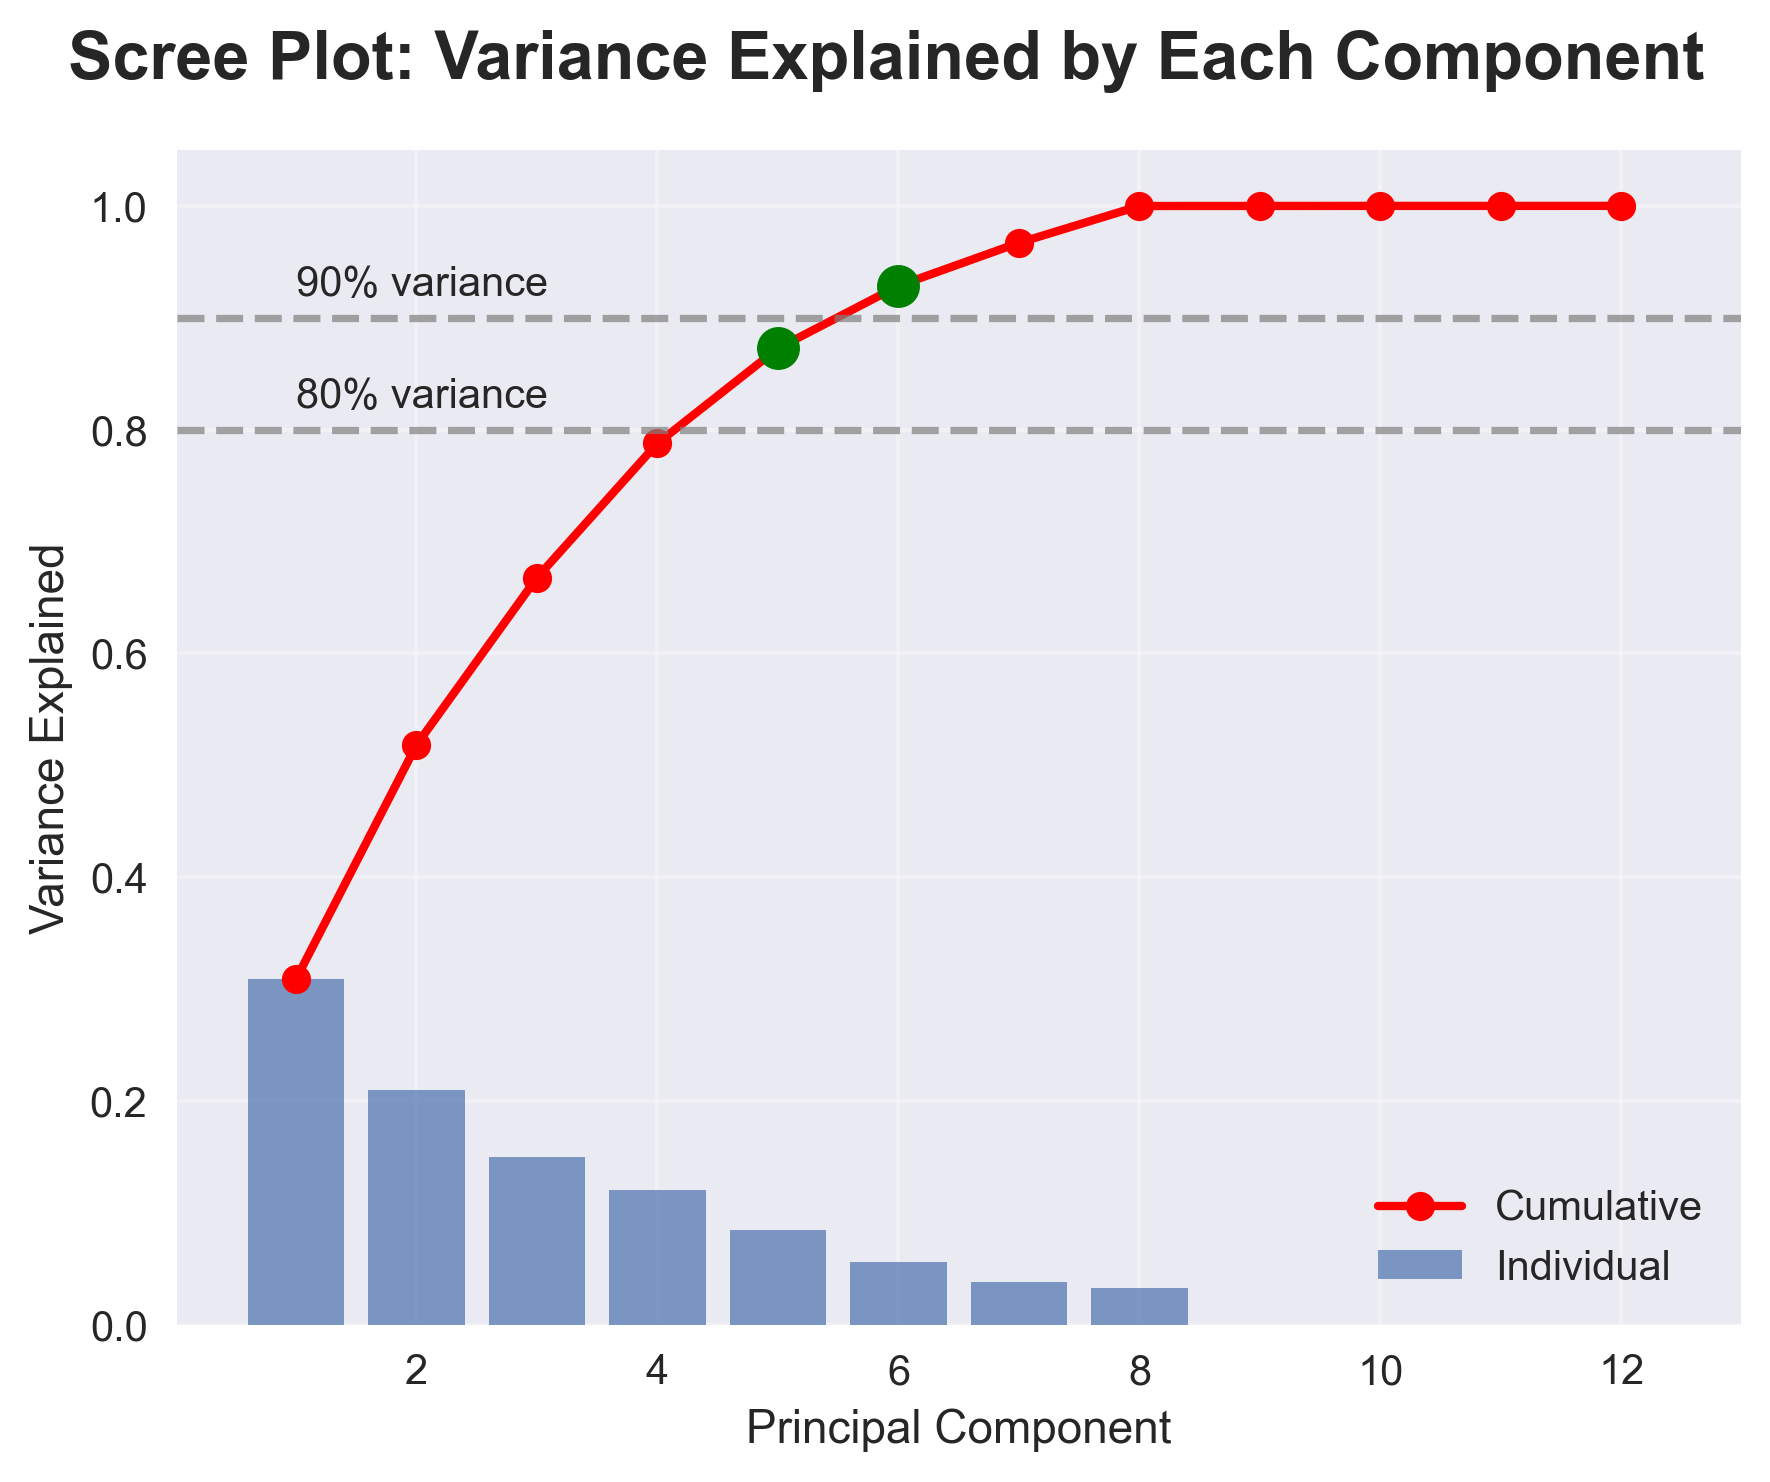 Scree Plot: Variance Explained by Each Component
1.0
90% variance
80% variance
0.8
0.6
0.4
0.2
0.0
Variance Explained
Cumulative
Individual
2 4 6 8 10 12
Principal Component